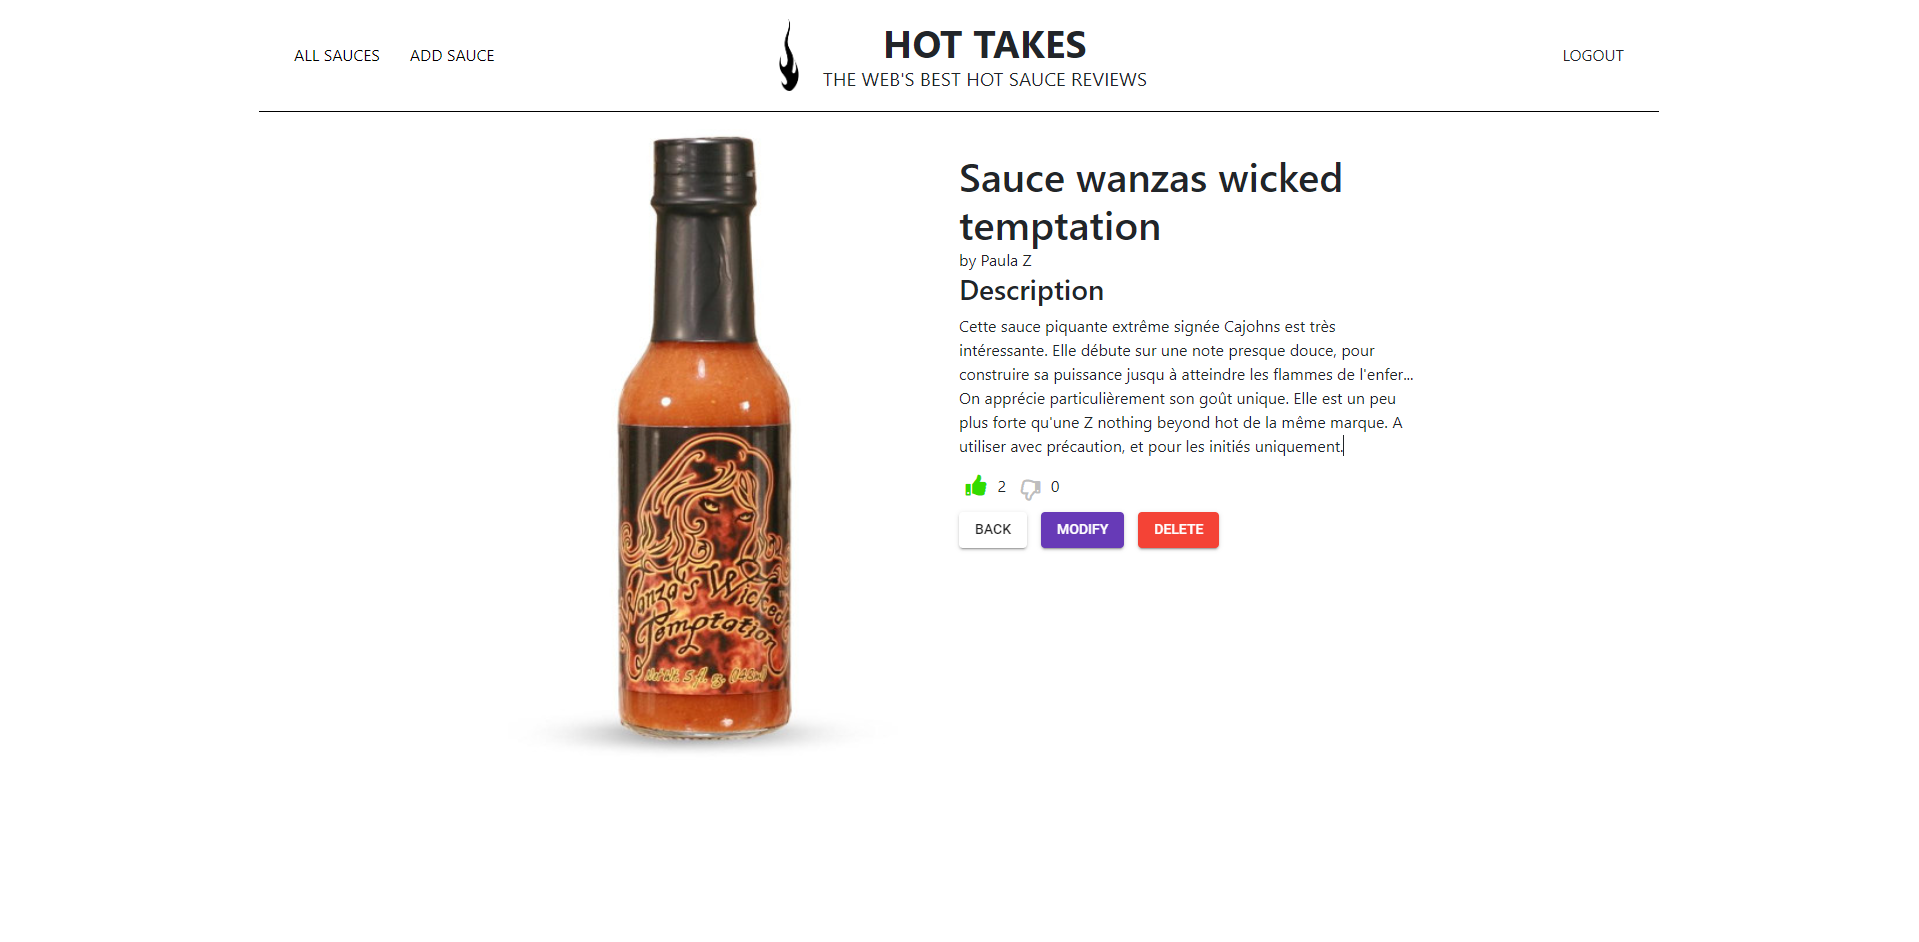 ALL SAUCES
ADD SAUCE
HOT TAKES
THE WEB'S BEST HOT SAUCE REVIEWS
LOGOUT
Sauce wanzas wicked
temptation
by Paula Z
Description
Cette sauce piquante extrême signée Cajohns est très
intéressante. Elle débute sur une note presque douce, pour
construire sa puissance jusqu à atteindre les flammes de l'enfer...
On apprécie particulièrement son goût unique. Elle est un peu
plus forte qu'une Z nothing beyond hot de la même marque. A
utiliser avec précaution, et pour les initiés uniquement.
2
0
BACK
MODIFY
DELETE
Wanza's Wicked
Temptation
Net Wt. 5 fl. oz. (148ml)